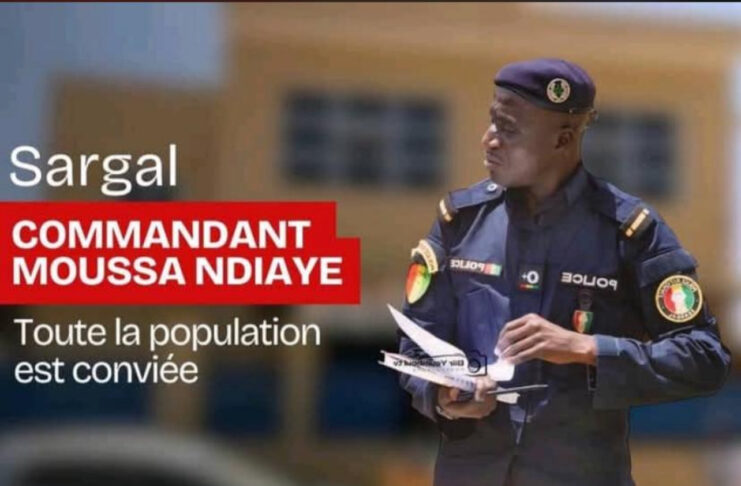 Sargal
COMMANDANT
MOUSSA NDIAYE
Toute la population
est conviée
POLICE
POLICE
O+